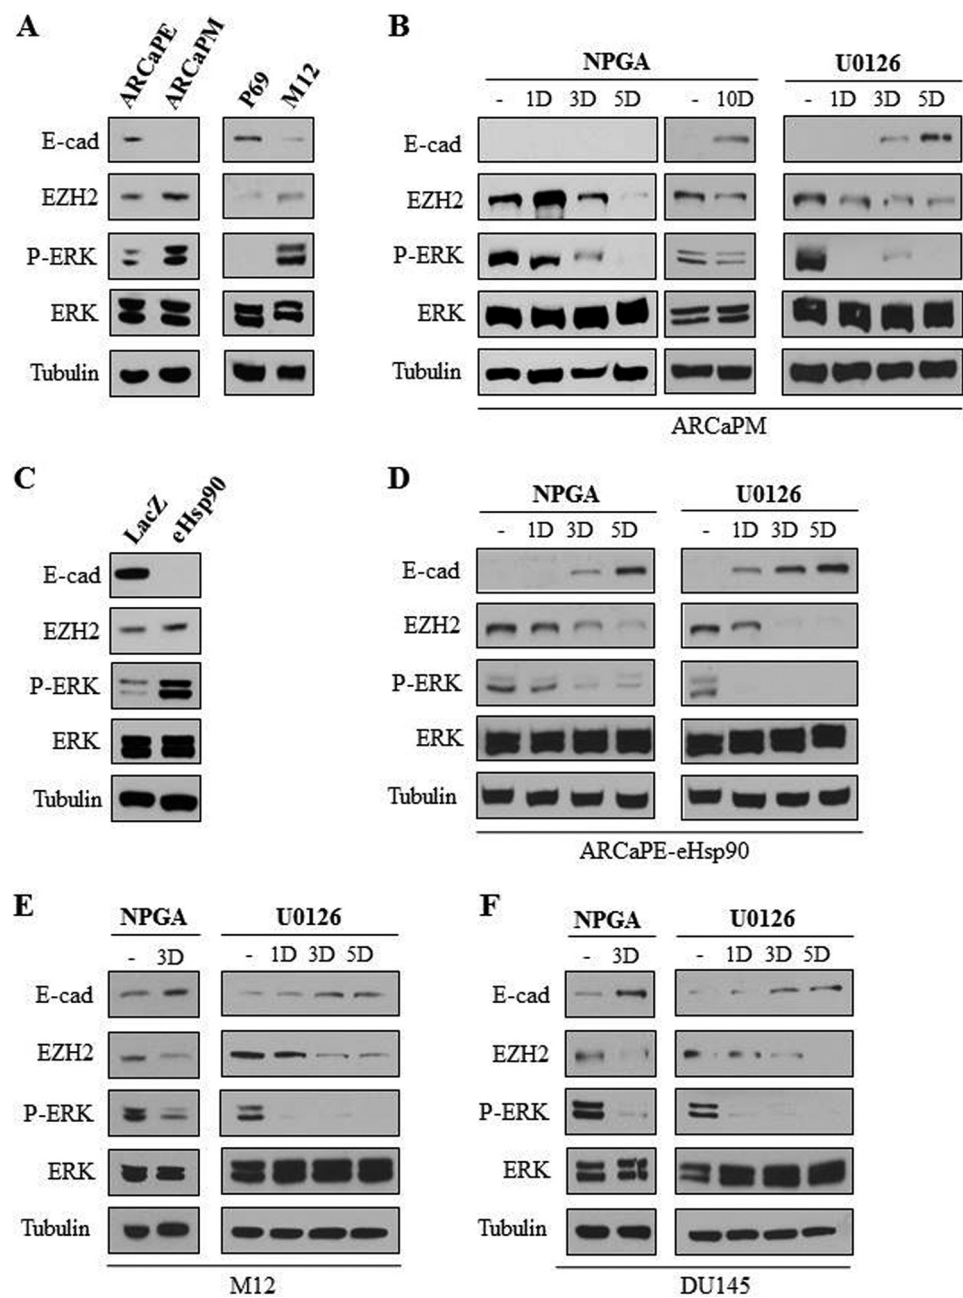 A
ARCaPE ARCaPM P69 M12
E-cad
EZH2
P-ERK
ERK
Tubulin
B
NPGA U0126
- 1D 3D 5D - 10D - 1D 3D 5D
E-cad
EZH2
P-ERK
ERK
Tubulin
ARCaPM
C
LacZ eHsp90
E-cad
EZH2
P-ERK
ERK
Tubulin
D
NPGA U0126
- 1D 3D 5D - 1D 3D 5D
E-cad
EZH2
P-ERK
ERK
Tubulin
ARCaPE-eHsp90
E
NPGA U0126
- 3D - 1D 3D 5D
E-cad
EZH2
P-ERK
ERK
Tubulin
M12
F
NPGA U0126
- 3D - 1D 3D 5D
E-cad
EZH2
P-ERK
ERK
Tubulin
DU145